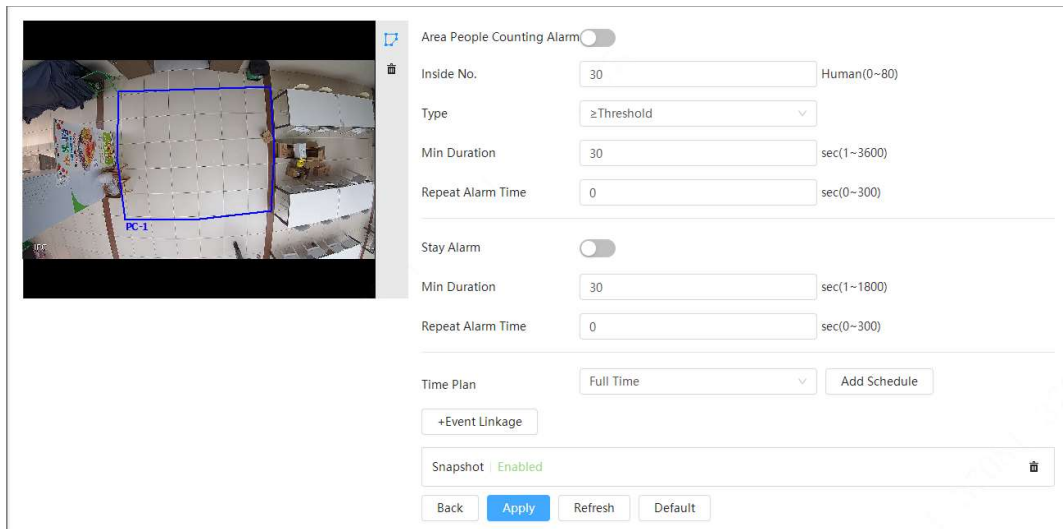 Area People Counting Alarm
Inside No. 30 Human(0~80)
Type ≥Threshold
Min Duration 30 sec(1~3600)
Repeat Alarm Time 0 sec(0~300)
PC-1
IPC
Stay Alarm
Min Duration 30 sec(1~1800)
Repeat Alarm Time 0 sec(0~300)
Time Plan Full Time Add Schedule
+Event Linkage
Snapshot Enabled
Back Apply Refresh Default